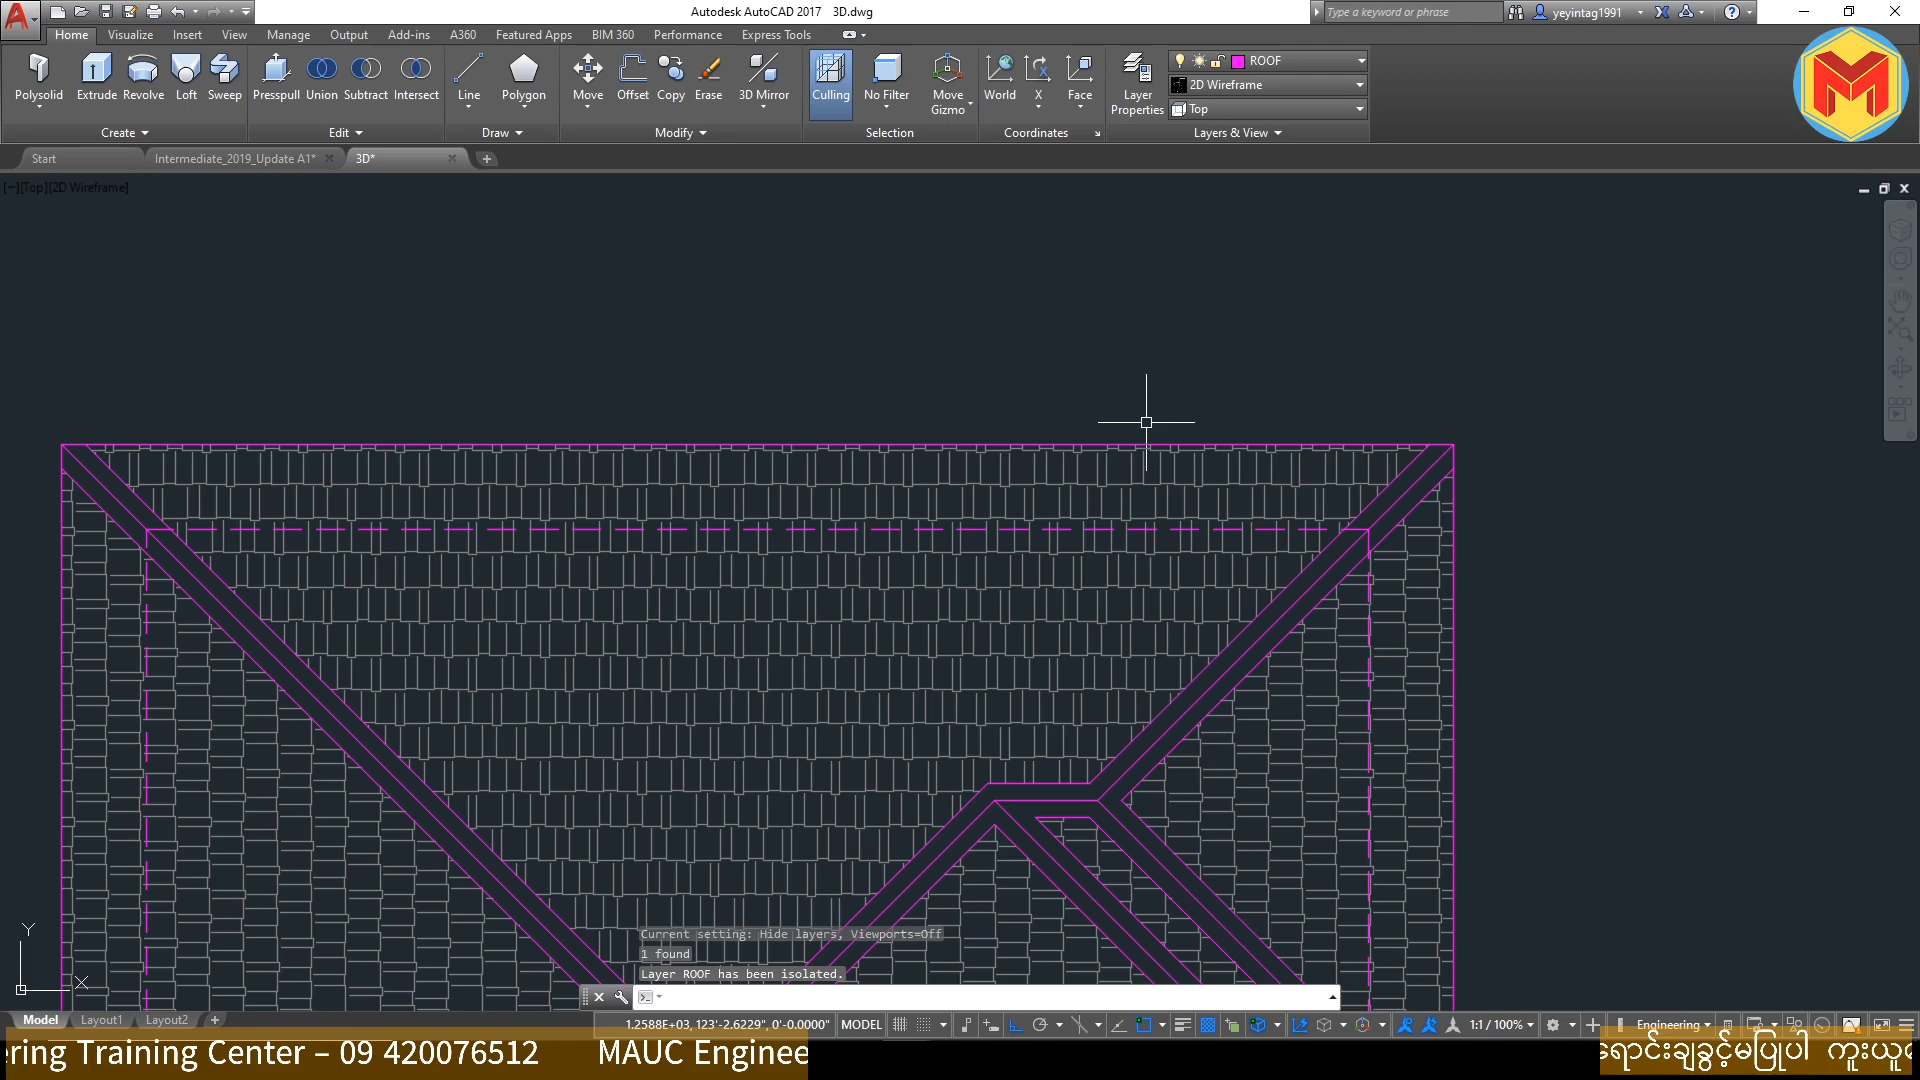 Autodesk AutoCAD 2017   3D.dwg
Type a keyword or phrase
yeyintag1991
Home Visualize Insert View Manage Output Add-ins A360 Featured Apps BIM 360 Performance Express Tools
Polysolid Extrude Revolve Loft Sweep Presspull Union Subtract Intersect Line Polygon Move Offset Copy Erase 3D Mirror Culling No Filter Move Gizmo World X Face Layer Properties
ROOF
2D Wireframe
Top
Create Edit Draw Modify Selection Coordinates Layers & View
Start Intermediate_2019_Update A1* 3D*
[−][Top][2D Wireframe]
Y
X
Current setting: Hide layers, Viewports=Off
1 found
Layer ROOF has been isolated.
Model Layout1 Layout2
1.2588E+03, 123'-2.6229", 0'-0.0000" MODEL 1:1 / 100% Engineering
ering Training Center – 09 420076512 MAUC Enginee
ရောင်းချခွင့်မပြုပါ ကူးယူ